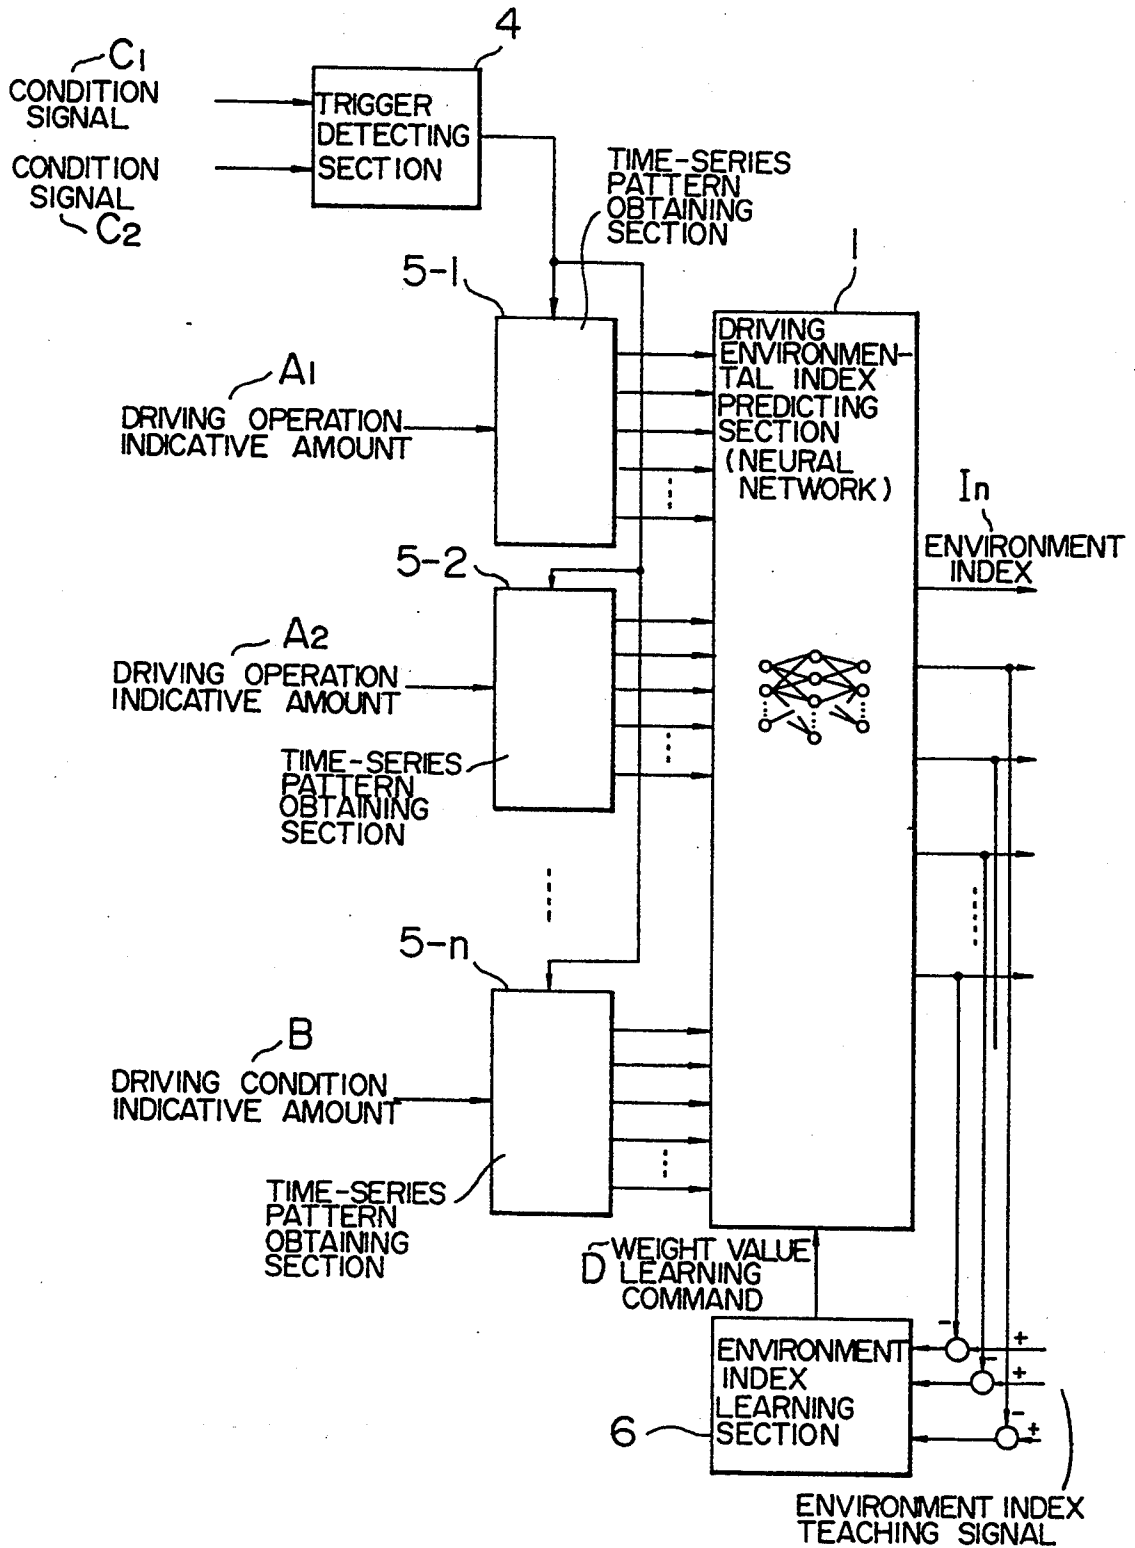 4
C1
CONDITION
SIGNAL
CONDITION
SIGNAL
C2
TRIGGER
DETECTING
SECTION
TIME-SERIES
PATTERN
OBTAINING
SECTION
5-1
1
A1
DRIVING OPERATION
INDICATIVE AMOUNT
DRIVING
ENVIRONMEN-
TAL INDEX
PREDICTING
SECTION
(NEURAL
NETWORK)
In
ENVIRONMENT
INDEX
5-2
A2
DRIVING OPERATION
INDICATIVE AMOUNT
TIME-SERIES
PATTERN
OBTAINING
SECTION
5-n
B
DRIVING CONDITION
INDICATIVE AMOUNT
TIME-SERIES
PATTERN
OBTAINING
SECTION
D
WEIGHT VALUE
LEARNING
COMMAND
ENVIRONMENT
INDEX
LEARNING
SECTION
6
- +
- +
- +
ENVIRONMENT INDEX
TEACHING SIGNAL